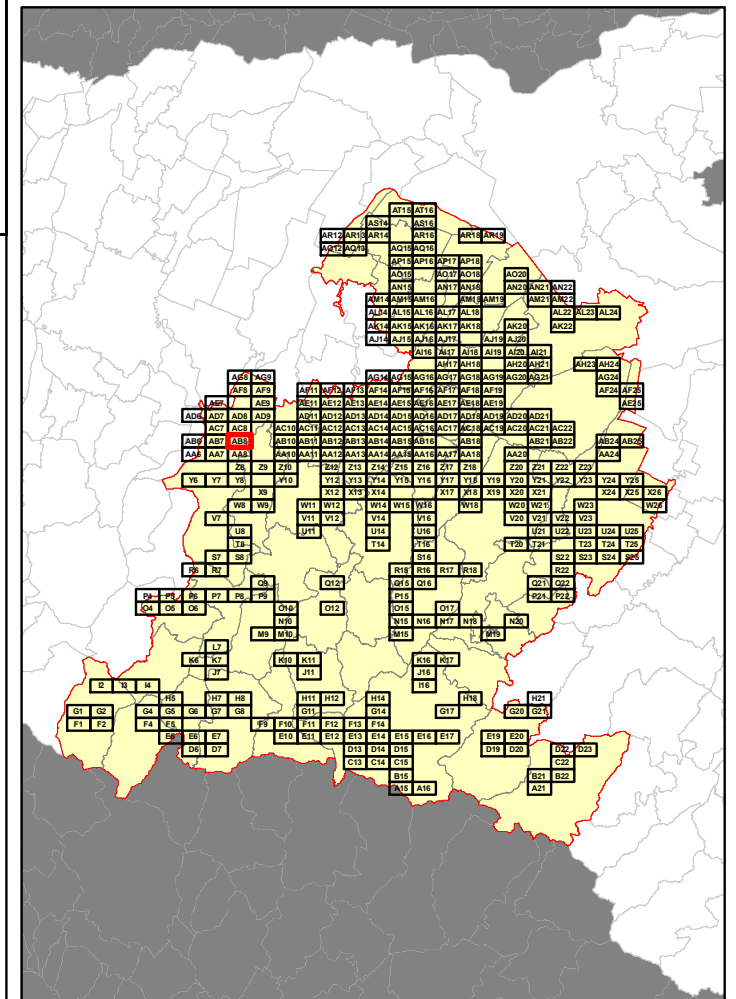 AT15 AT16
AS14 AS16
AR12 AR13 AR14 AR16 AR18 AR19
AQ12 AQ13 AQ15 AQ16
AP15 AP16 AP17 AP18
AO15 AO17 AO18 AO20
AN15 AN17 AN18 AN20 AN21 AN22
AM14 AM15 AM16 AM18 AM19 AM21 AM22
AL14 AL15 AL16 AL17 AL18 AL22 AL23 AL24
AK14 AK15 AK16 AK17 AK18 AK20 AK22
AJ14 AJ15 AJ16 AJ17 AJ19 AJ20
AI16 AI17 AI18 AI19 AI20 AI21
AH16 AH17 AH18 AH20 AH21 AH23 AH24
AG8 AG9 AG14 AG15 AG16 AG17 AG18 AG19 AG20 AG21 AG24
AF8 AF9 AF11 AF12 AF13 AF14 AF15 AF16 AF17 AF18 AF19 AF24 AF25
AE7 AE9 AE11 AE12 AE13 AE14 AE15 AE16 AE17 AE18 AE19 AE25
AD6 AD7 AD8 AD9 AD11 AD12 AD13 AD14 AD15 AD16 AD17 AD18 AD19 AD20 AD21
AC7 AC8 AC10 AC11 AC12 AC13 AC14 AC15 AC16 AC17 AC18 AC19 AC20 AC21 AC22
AB6 AB7 AB8 AB10 AB11 AB12 AB13 AB14 AB15 AB16 AB18 AB21 AB22 AB24 AB25
AA6 AA7 AA8 AA10 AA11 AA12 AA13 AA14 AA15 AA16 AA17 AA18 AA20 AA24
Z8 Z9 Z10 Z12 Z13 Z14 Z15 Z16 Z17 Z18 Z20 Z21 Z22 Z23
Y6 Y7 Y8 Y10 Y12 Y13 Y14 Y15 Y16 Y17 Y18 Y19 Y20 Y21 Y22 Y23 Y24 Y25
X9 X12 X13 X14 X17 X18 X19 X20 X21 X24 X25 X26
W8 W9 W11 W12 W14 W15 W16 W18 W20 W21 W23 W26
V7 V11 V12 V14 V16 V20 V21 V22 V23
U8 U11 U14 U16 U21 U22 U23 U24 U25
T8 T14 T16 T20 T21 T23 T24 T25
S7 S8 S16 S22 S23 S24 S25
R6 R7 R15 R16 R17 R18 R22
Q9 Q12 Q15 Q16 Q21 Q22
P4 P5 P6 P7 P8 P9 P15 P21 P22
O4 O5 O6 O10 O12 O15 O17
N10 N15 N16 N17 N18 N20
M9 M10 M15 M19
L7
K6 K7 K10 K11 K16 K17
J7 J11 J16
I2 I3 I4 I16
H5 H7 H8 H11 H12 H14 H18 H21
G1 G2 G4 G5 G6 G7 G8 G11 G14 G17 G20 G21
F1 F2 F4 F5 F9 F10 F11 F12 F13 F14
E5 E6 E7 E10 E11 E12 E13 E14 E15 E16 E17 E19 E20
D6 D7 D13 D14 D15 D19 D20 D22 D23
C13 C14 C15 C22
B15 B21 B22
A15 A16 A21